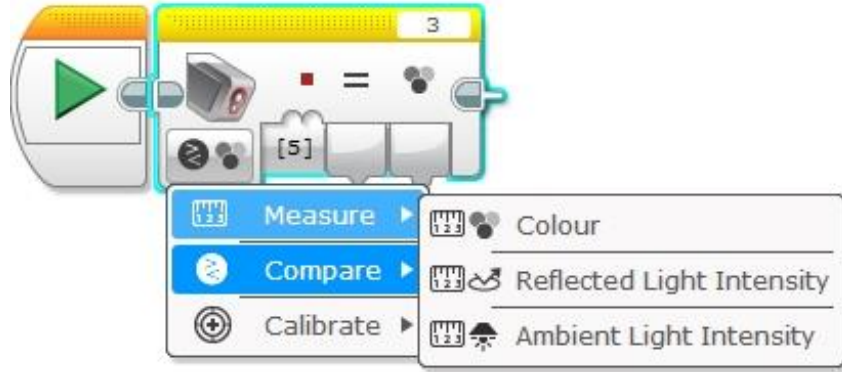 3
[5]
Measure
Compare
Calibrate
Colour
Reflected Light Intensity
Ambient Light Intensity